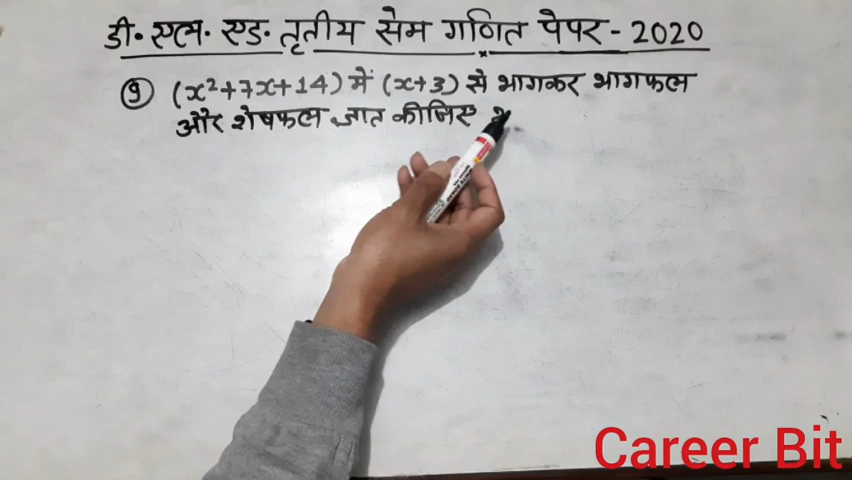 डी. एल. एड. तृतीय सेम गणित पेपर - 2020
9 (x²+7x+14) में (x+3) से भागकर भागफल
और शेषफल ज्ञात कीजिए
Career Bit